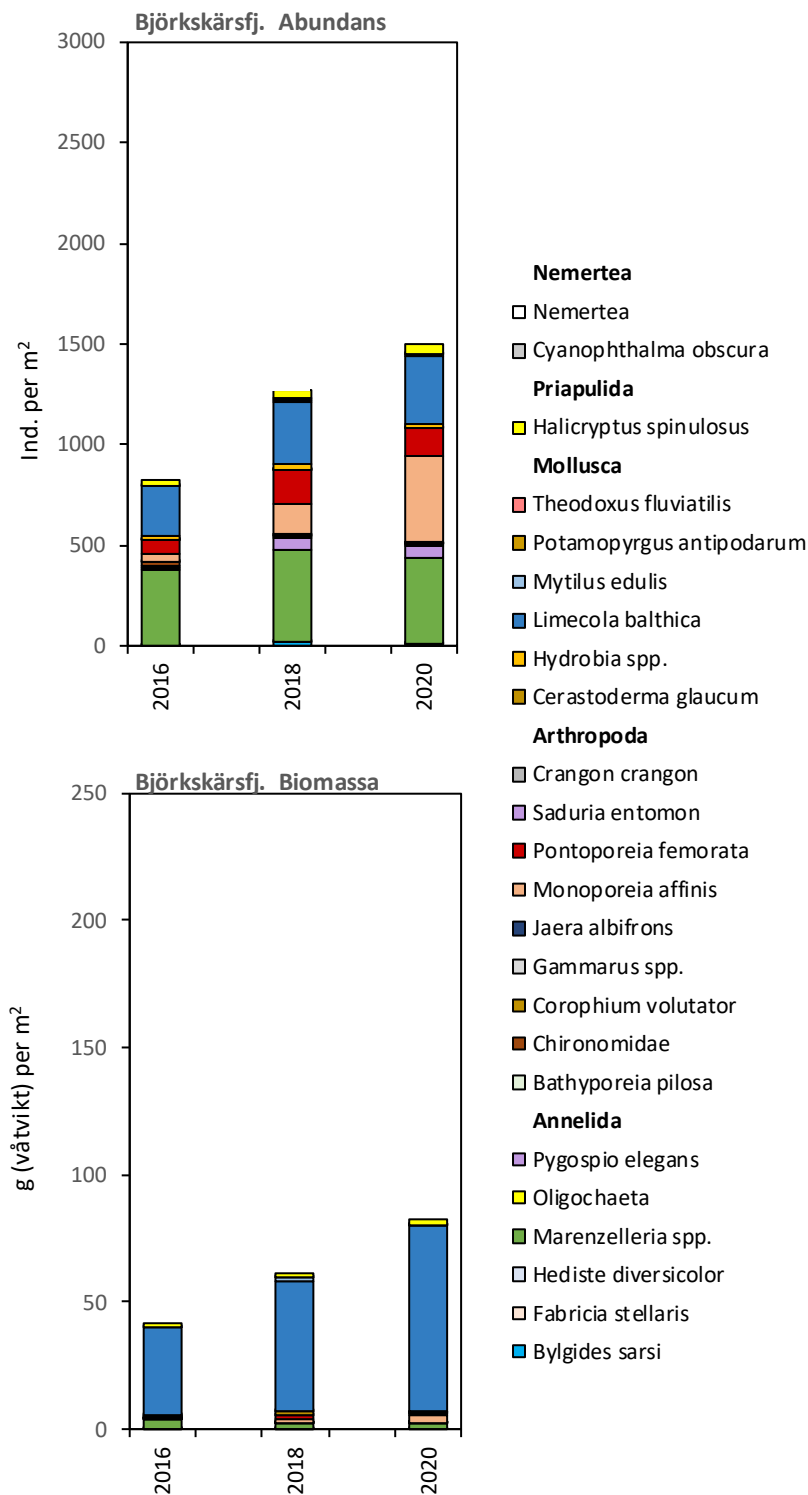 Björkskärsfj. Abundans
3000
2500
2000
1500
1000
500
0
Ind. per m²
2016
2018
2020
Björkskärsfj. Biomassa
250
200
150
100
50
0
g (våtvikt) per m²
2016
2018
2020
Nemertea
Nemertea
Cyanophthalma obscura
Priapulida
Halicryptus spinulosus
Mollusca
Theodoxus fluviatilis
Potamopyrgus antipodarum
Mytilus edulis
Limecola balthica
Hydrobia spp.
Cerastoderma glaucum
Arthropoda
Crangon crangon
Saduria entomon
Pontoporeia femorata
Monoporeia affinis
Jaera albifrons
Gammarus spp.
Corophium volutator
Chironomidae
Bathyporeia pilosa
Annelida
Pygospio elegans
Oligochaeta
Marenzelleria spp.
Hediste diversicolor
Fabricia stellaris
Bylgides sarsi